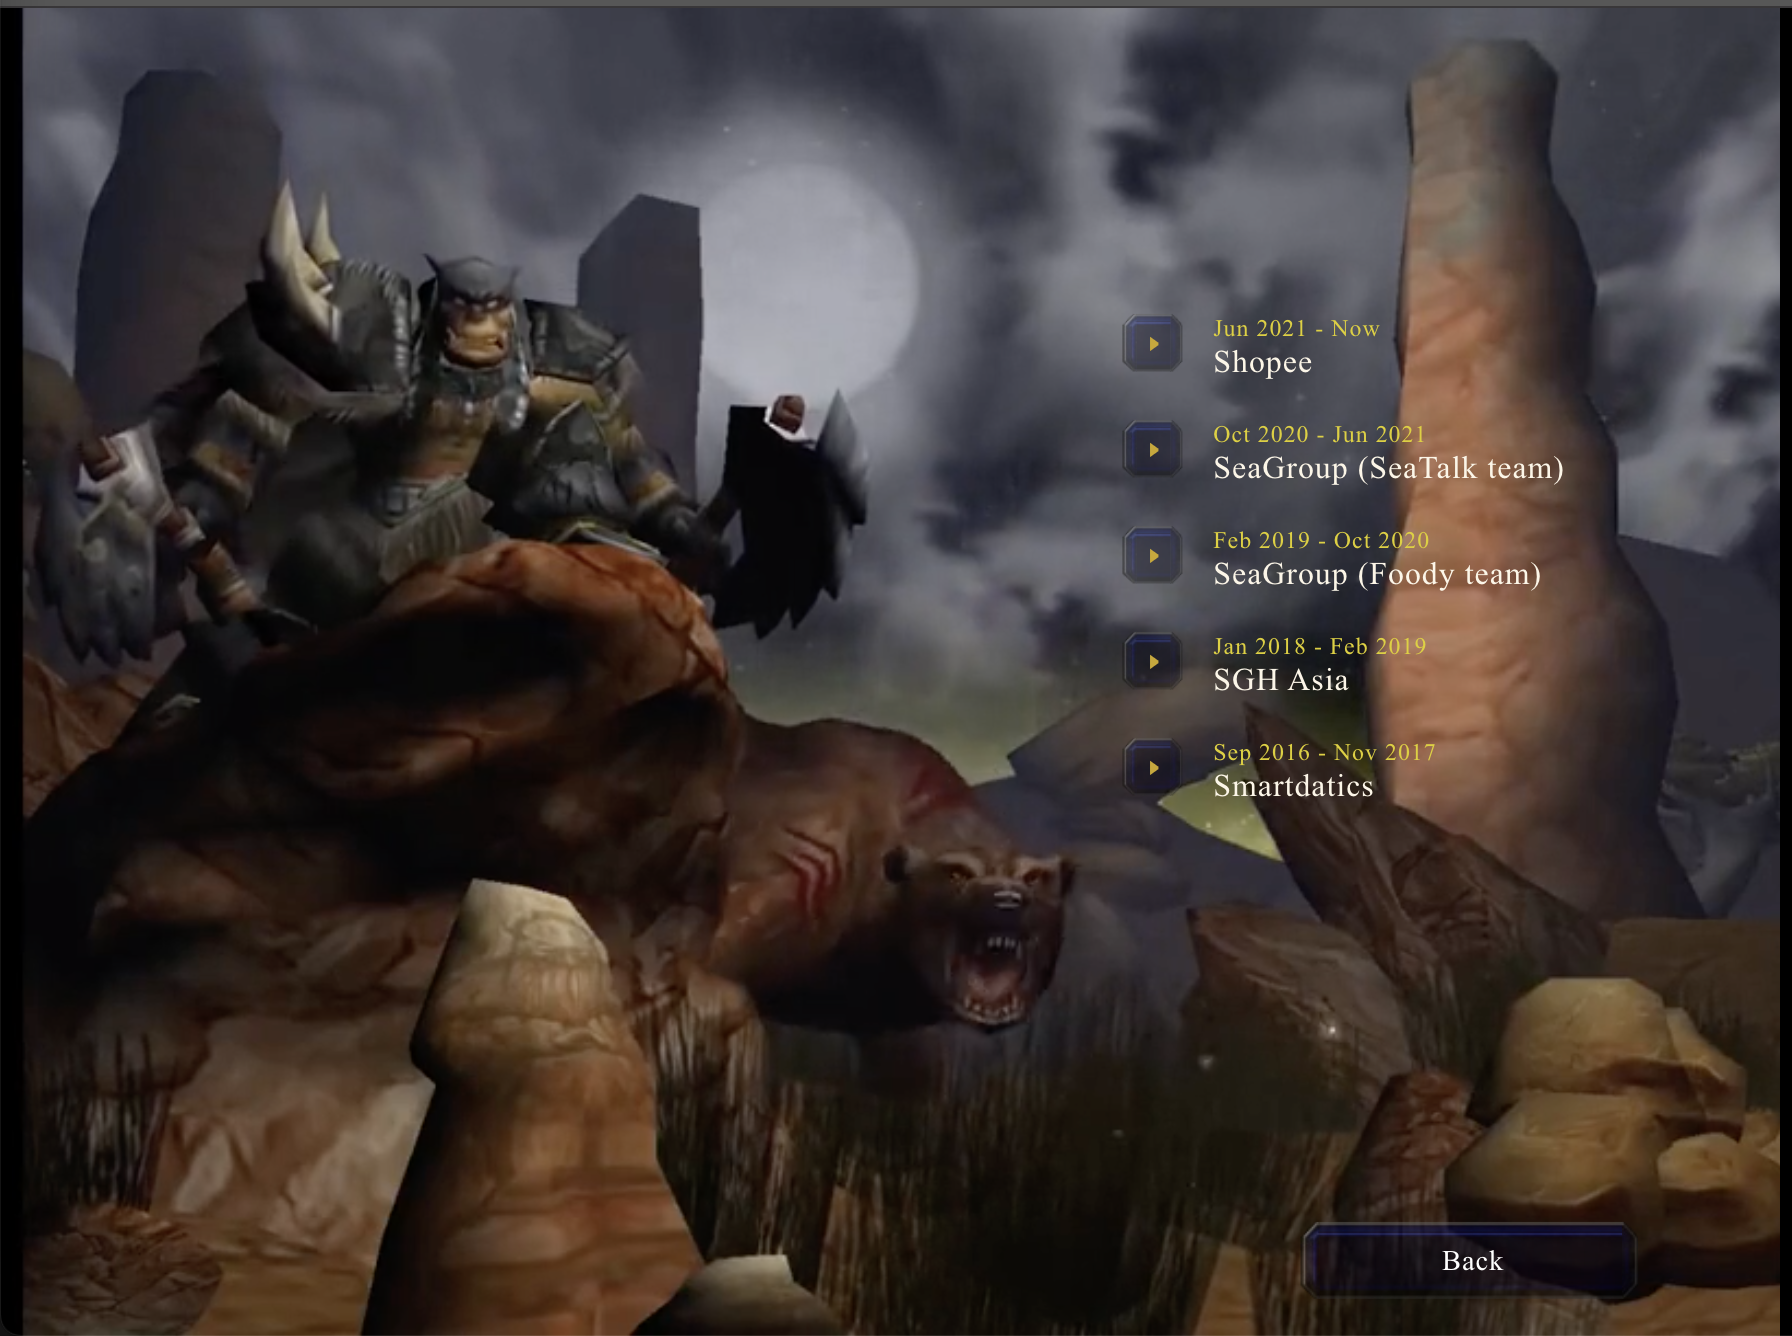 Jun 2021 - Now
Shopee
Oct 2020 - Jun 2021
SeaGroup (SeaTalk team)
Feb 2019 - Oct 2020
SeaGroup (Foody team)
Jan 2018 - Feb 2019
SGH Asia
Sep 2016 - Nov 2017
Smartdatics
Back